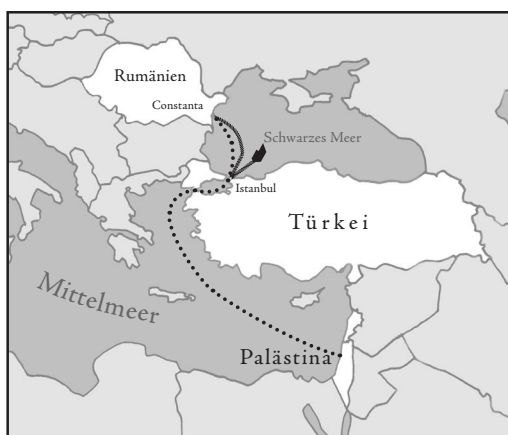 Rumänien
Constanta
Schwarzes Meer
Istanbul
Türkei
Mittelmeer
Palästina